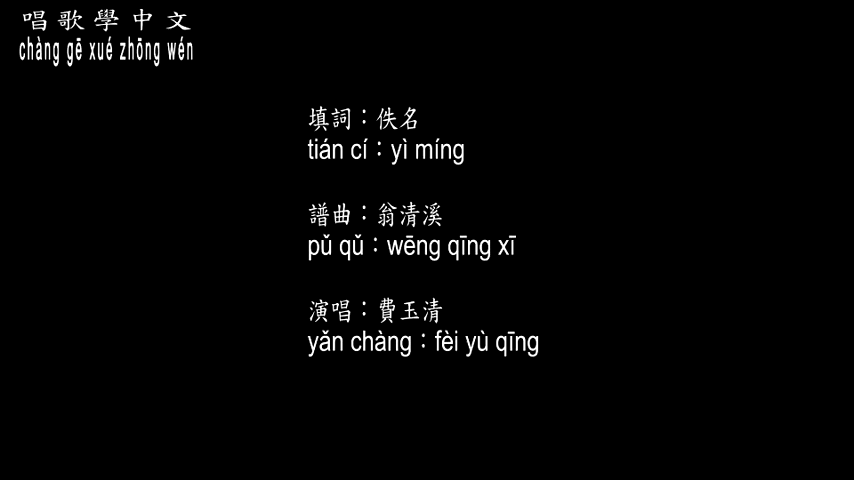 唱歌學中文
chàng gē xué zhōng wén
填詞：佚名
tián cí：yì míng
譜曲：翁清溪
pǔ qǔ：wēng qīng xī
演唱：費玉清
yǎn chàng：fèi yù qīng